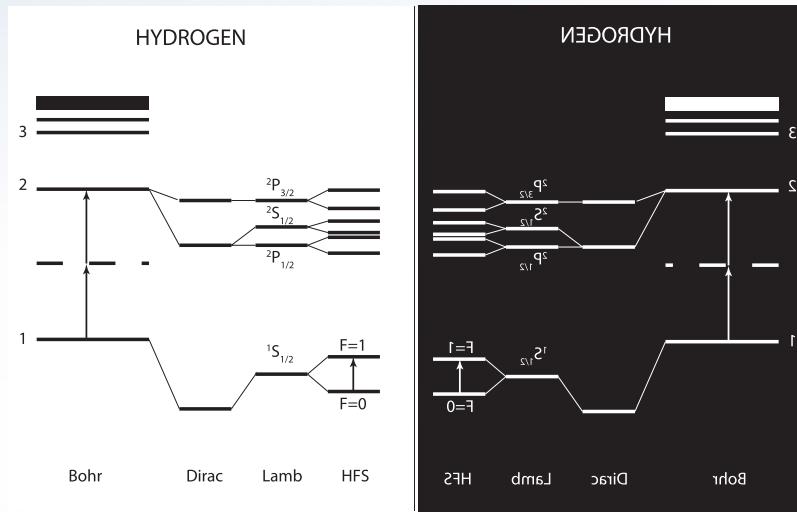 HYDROGEN
3
2
²P3/2
²S1/2
²P1/2
1
¹S1/2
F=1
F=0
Bohr Dirac Lamb HFS
HYDROGEN
3
2
²P3/2
²S1/2
²P1/2
1
F=1
¹S1/2
F=0
HFS Lamb Dirac Bohr